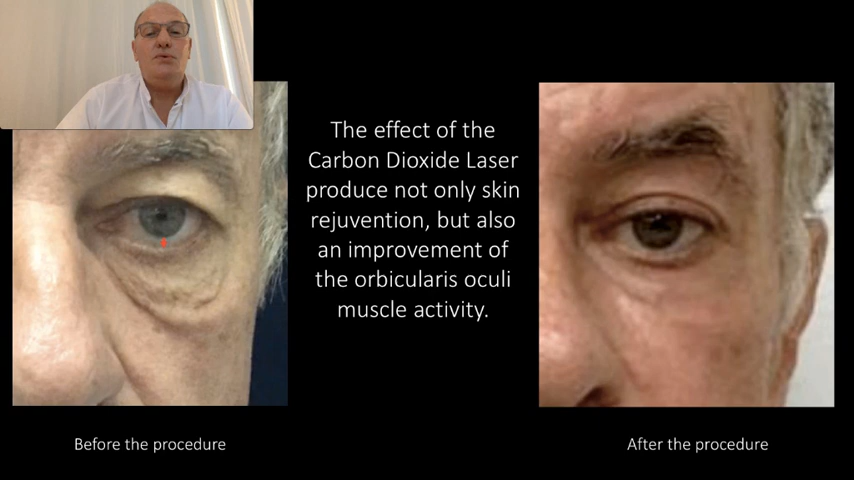 The effect of the
Carbon Dioxide Laser
produce not only skin
rejuvention, but also
an improvement of
the orbicularis oculi
muscle activity.
Before the procedure
After the procedure